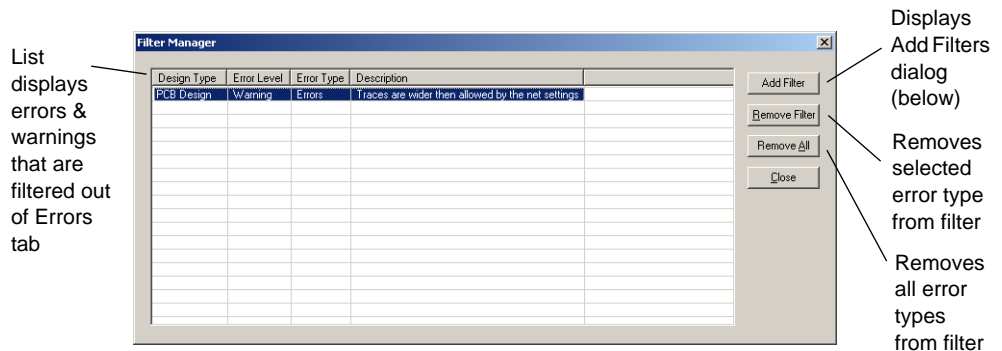 List
displays
errors &
warnings
that are
filtered out
of Errors
tab
Filter Manager
Design Type Error Level Error Type Description
PCB Design Warning Errors Traces are wider then allowed by the net settings
Add Filter
Remove Filter
Remove All
Close
Displays
Add Filters
dialog
(below)
Removes
selected
error type
from filter
Removes
all error
types
from filter